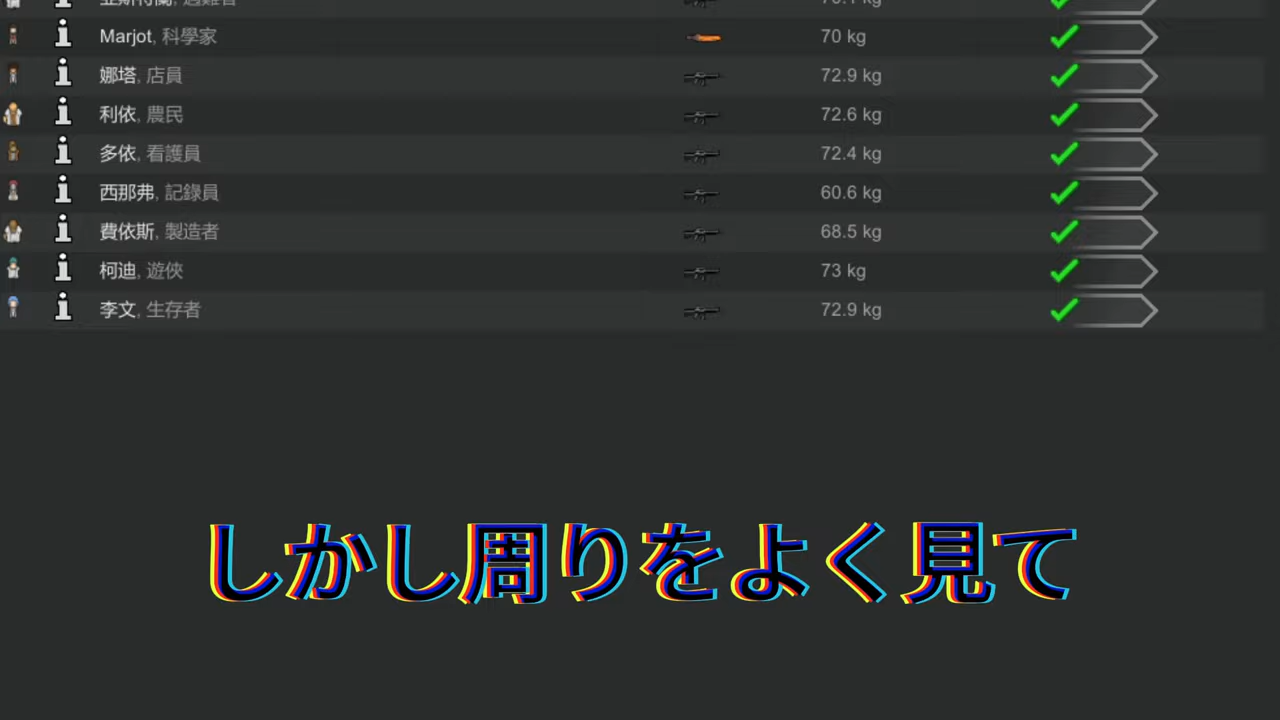 Marjot, 科學家 70 kg
娜塔, 店員 72.9 kg
利依, 農民 72.6 kg
多依, 看護員 72.4 kg
西那弗, 記錄員 60.6 kg
費依斯, 製造者 68.5 kg
柯迪, 遊俠 73 kg
李文, 生存者 72.9 kg
しかし周りをよく見て